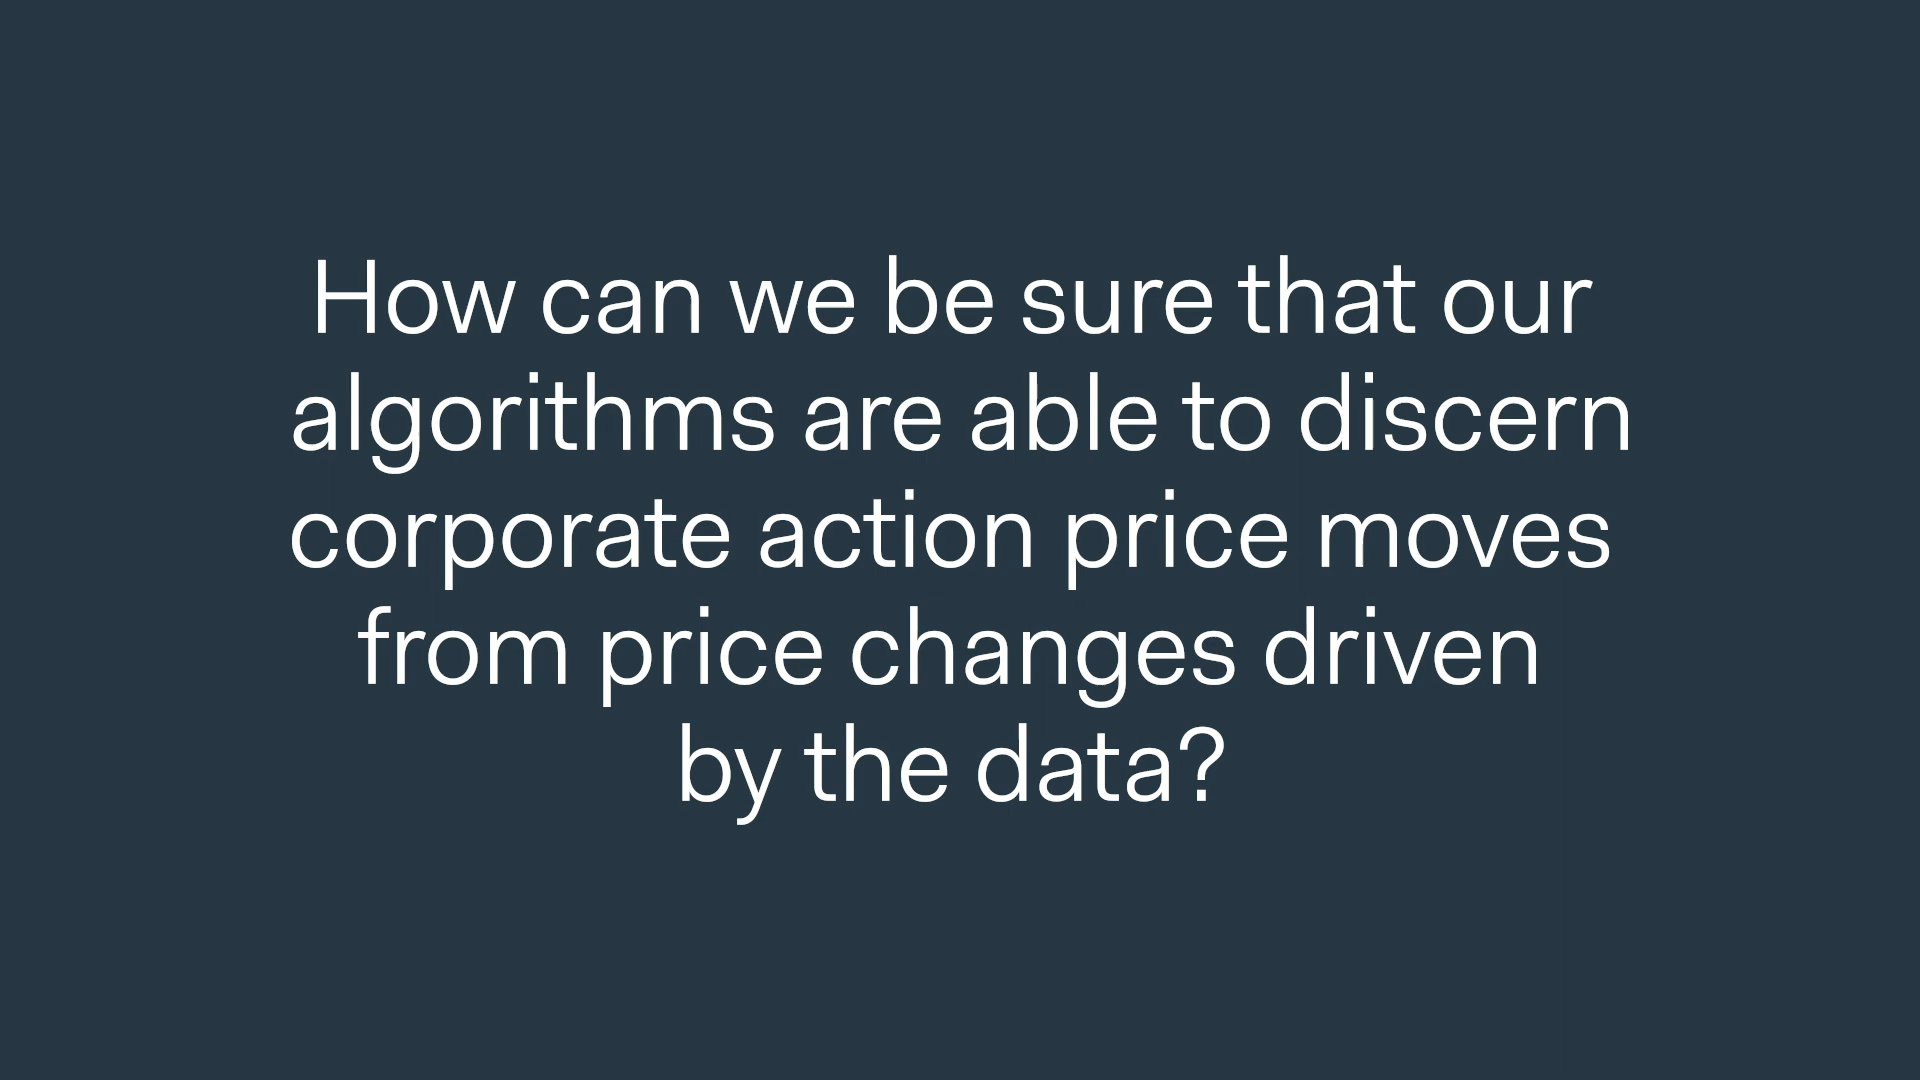 How can we be sure that our
algorithms are able to discern
corporate action price moves
from price changes driven
by the data?